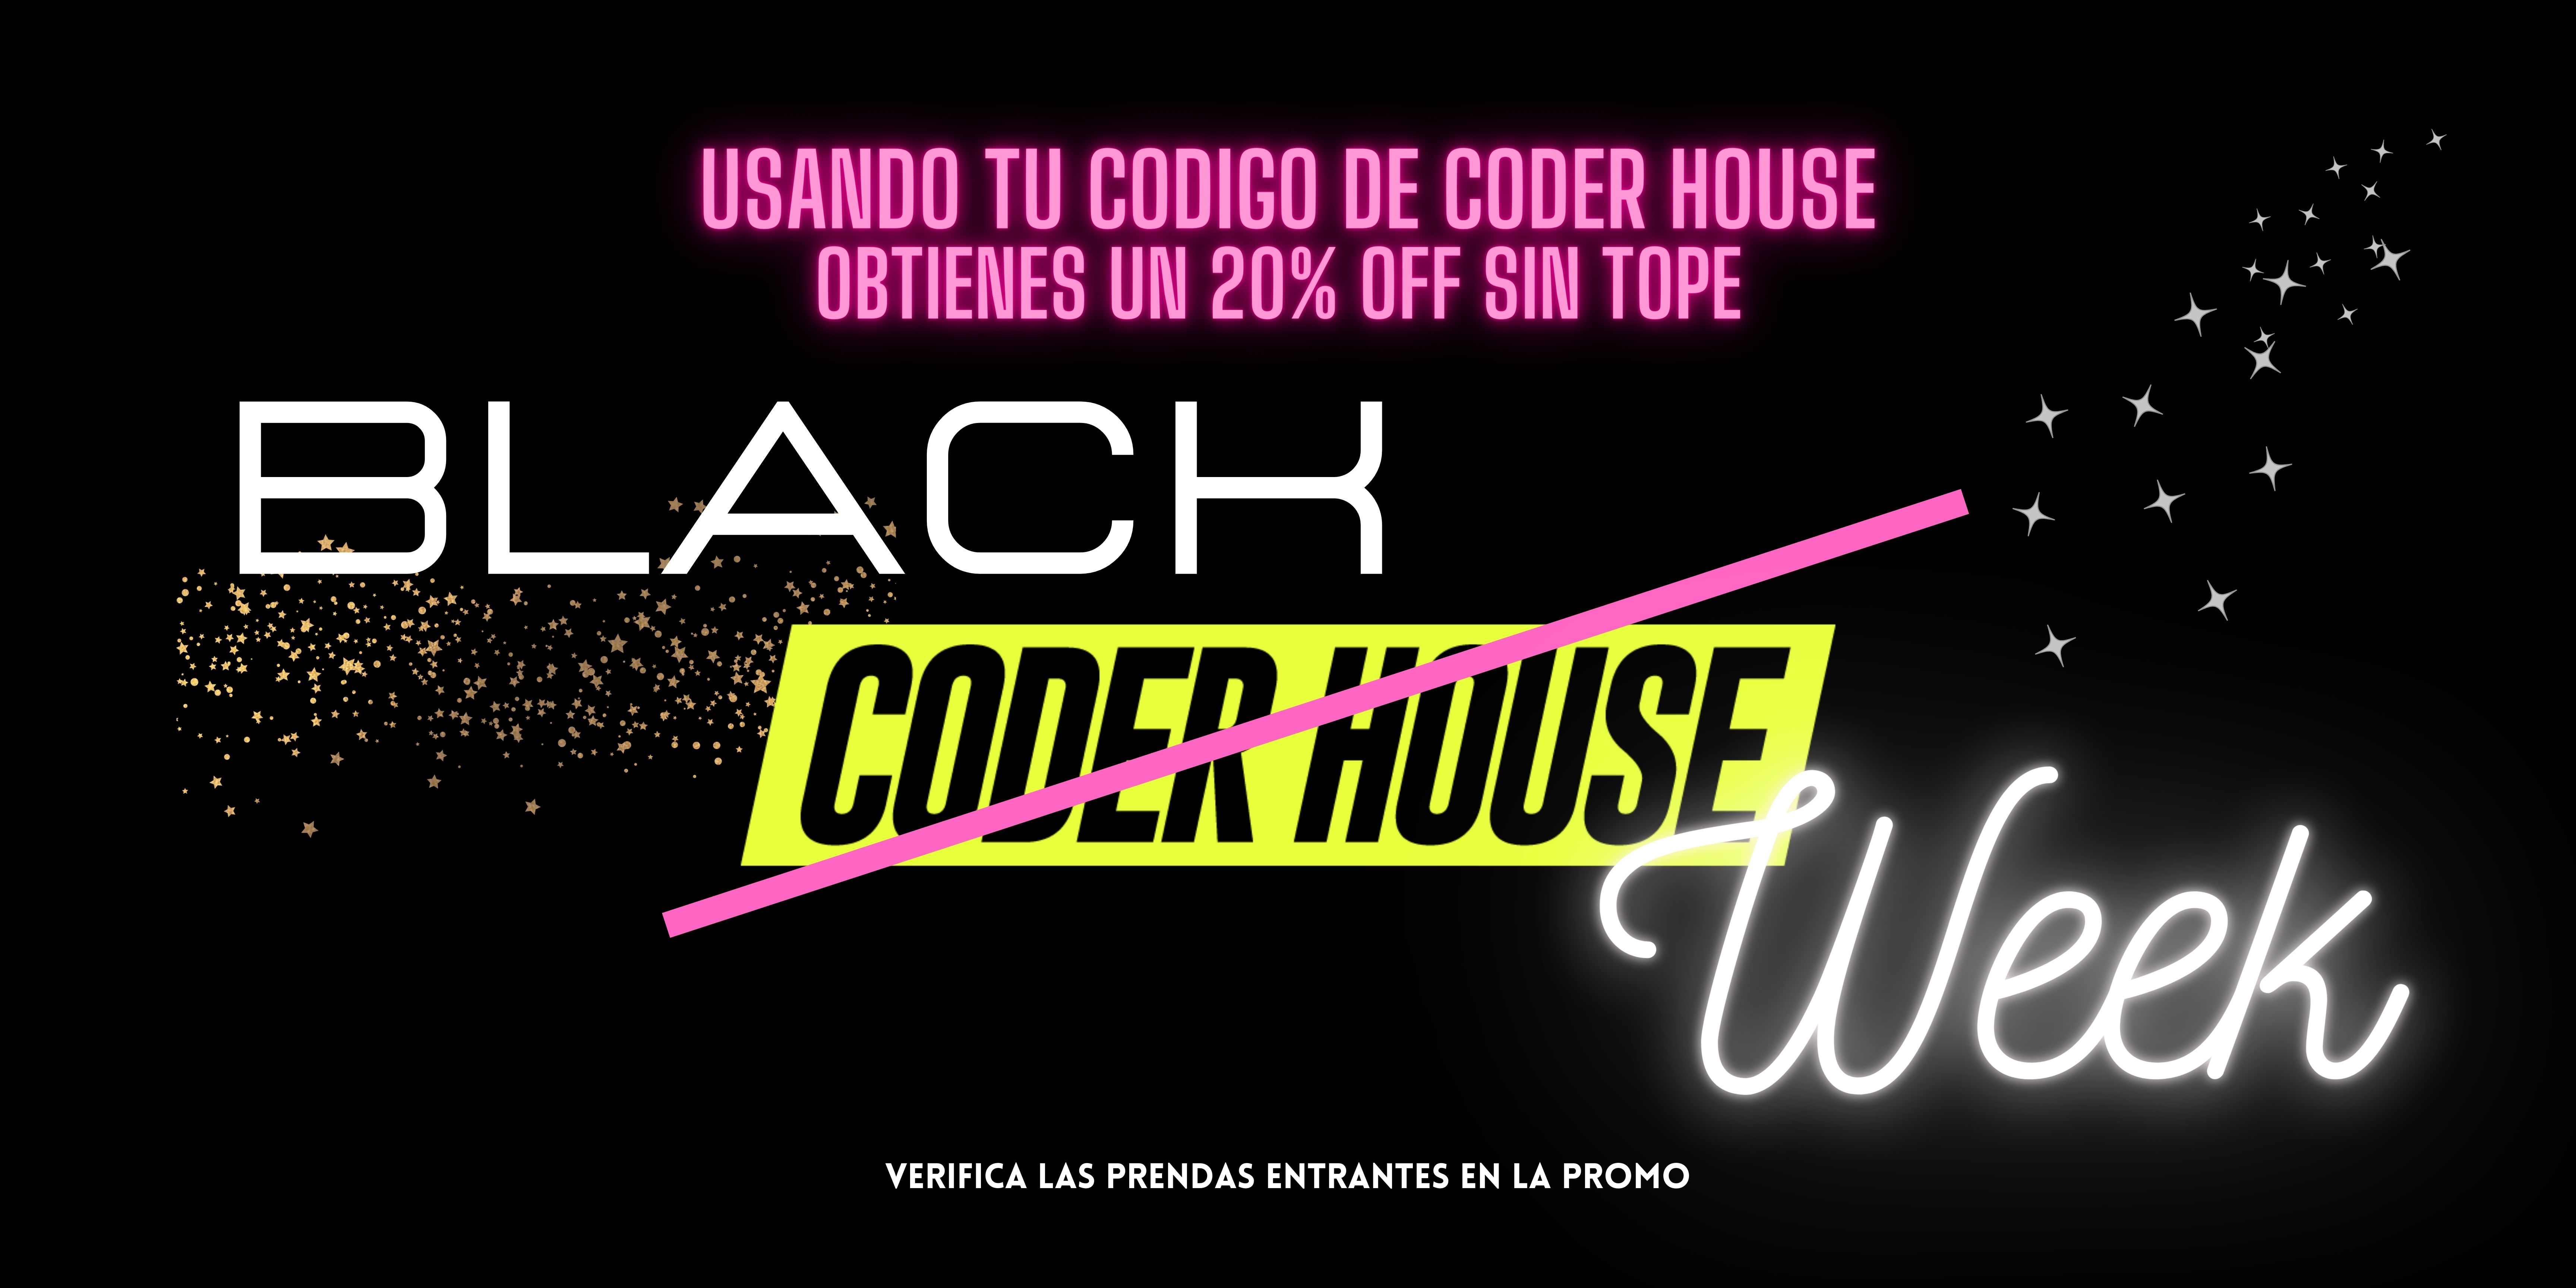 USANDO TU CODIGO DE CODER HOUSE
OBTIENES UN 20% OFF SIN TOPE
BLACK
CODER HOUSE
Week
VERIFICA LAS PRENDAS ENTRANTES EN LA PROMO